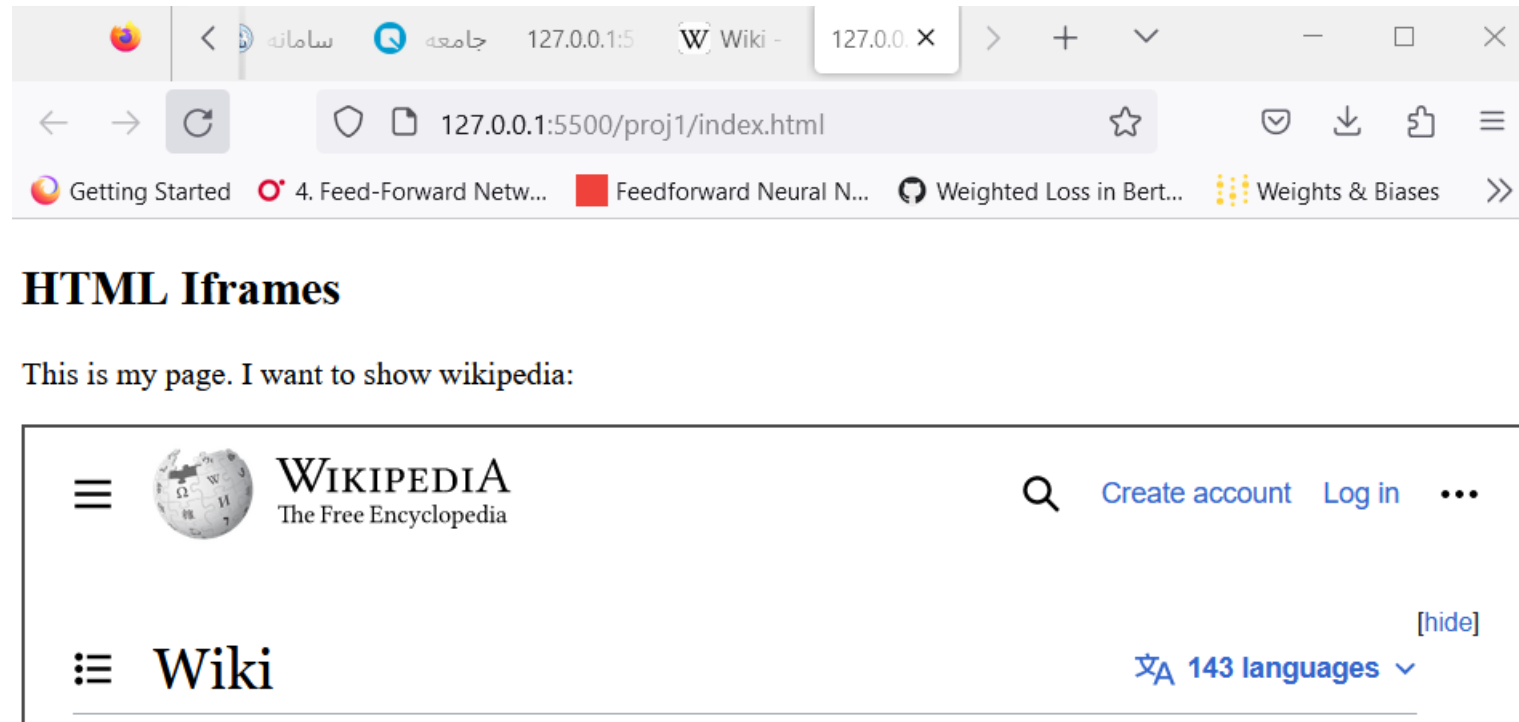 سامانه جامعه 127.0.0.1:5 W Wiki - 127.0.0.
127.0.0.1:5500/proj1/index.html
Getting Started 4. Feed-Forward Netw... Feedforward Neural N... Weighted Loss in Bert... Weights & Biases
HTML Iframes
This is my page. I want to show wikipedia:
WIKIPEDIA Create account Log in
The Free Encyclopedia
[hide]
Wiki 143 languages